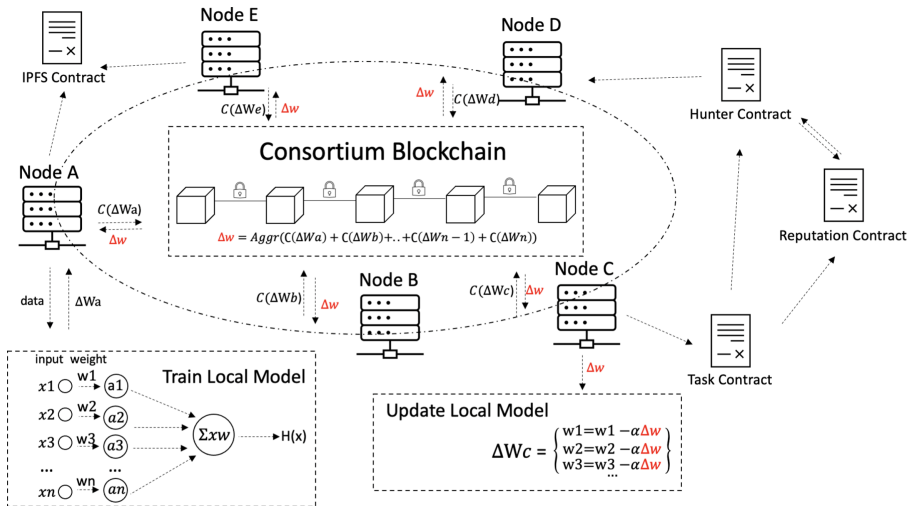 Node E
Node D
IPFS Contract
Hunter Contract
C(ΔWe)
Δw
Δw
C(ΔWd)
Consortium Blockchain
Node A
C(ΔWa)
Δw
Δw = Aggr(C(ΔWa) + C(ΔWb)+..+C(ΔWn − 1) + C(ΔWn))
Reputation Contract
Node B
Node C
data
ΔWa
C(ΔWb)
Δw
C(ΔWc)
Δw
Δw
Task Contract
input weight
Train Local Model
x1
w1
a1
x2
w2
a2
x3
w3
a3
...
...
xn
wn
an
Σxw
H(x)
Update Local Model
ΔWc =
w1=w1 −αΔw
w2=w2 −αΔw
w3=w3 −αΔw
...